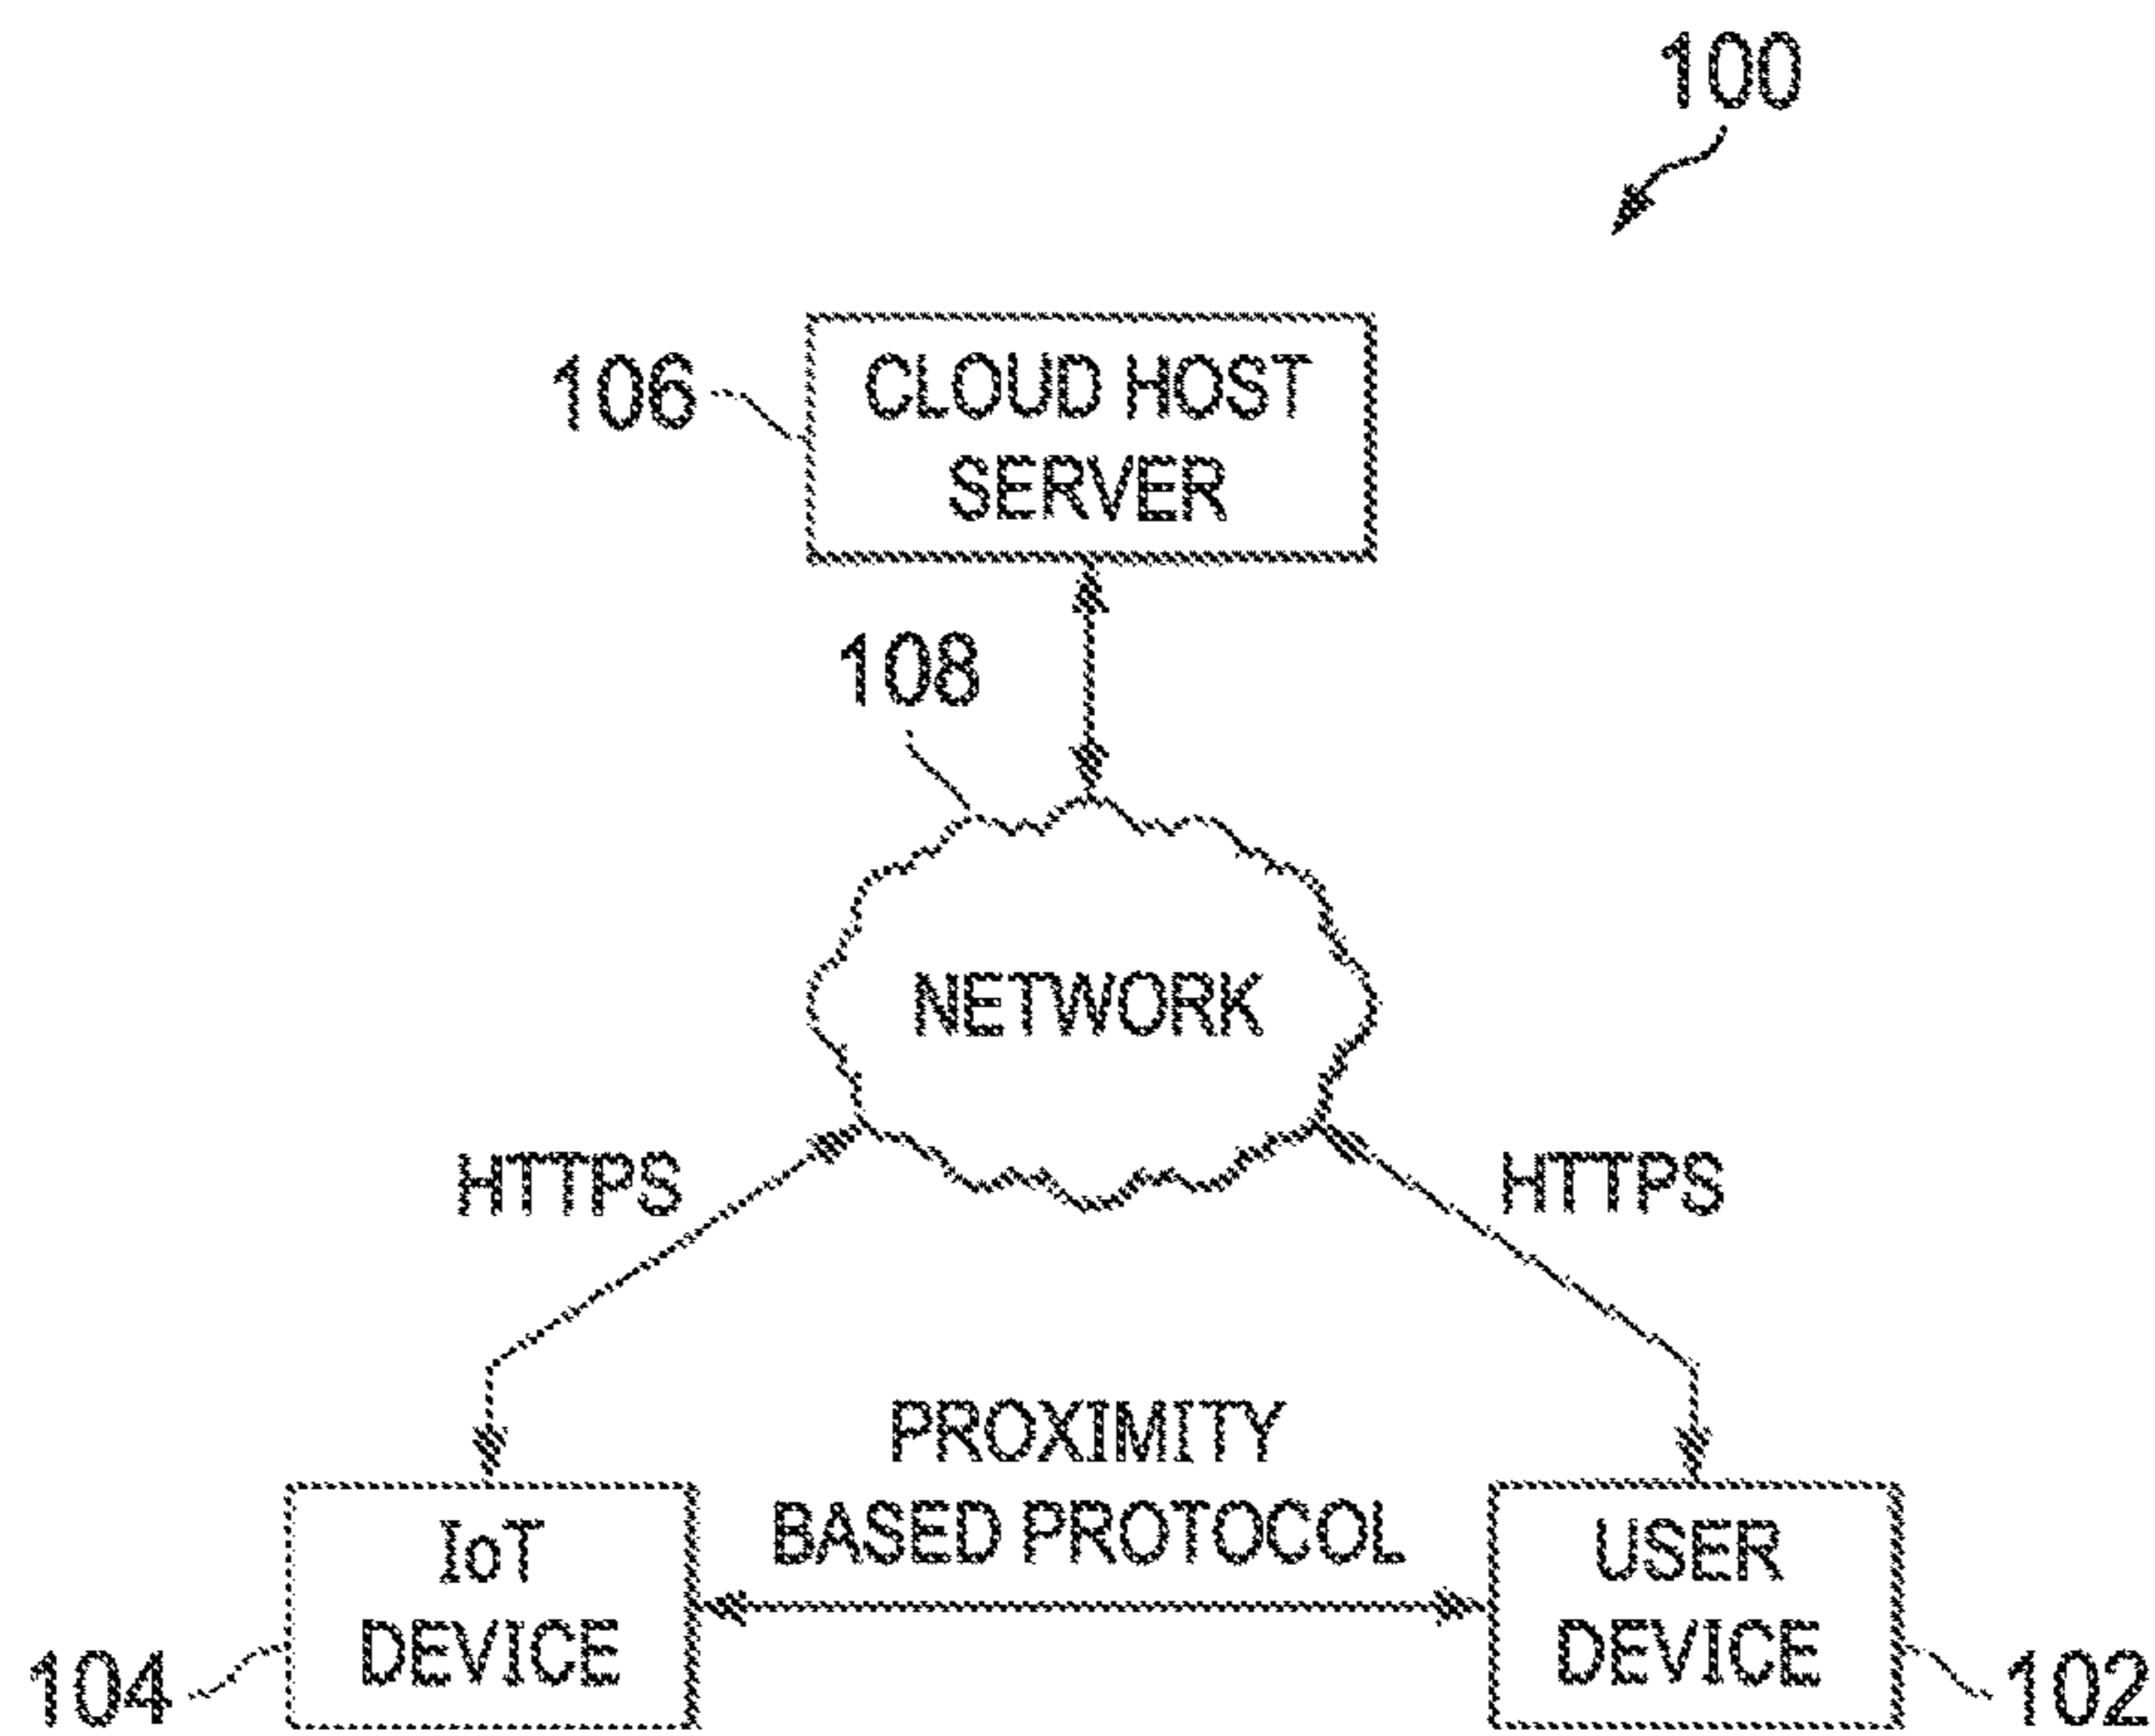 100
106
CLOUD HOST
SERVER
108
NETWORK
HTTPS
HTTPS
PROXIMITY
BASED PROTOCOL
IoT
DEVICE
USER
DEVICE
104
102